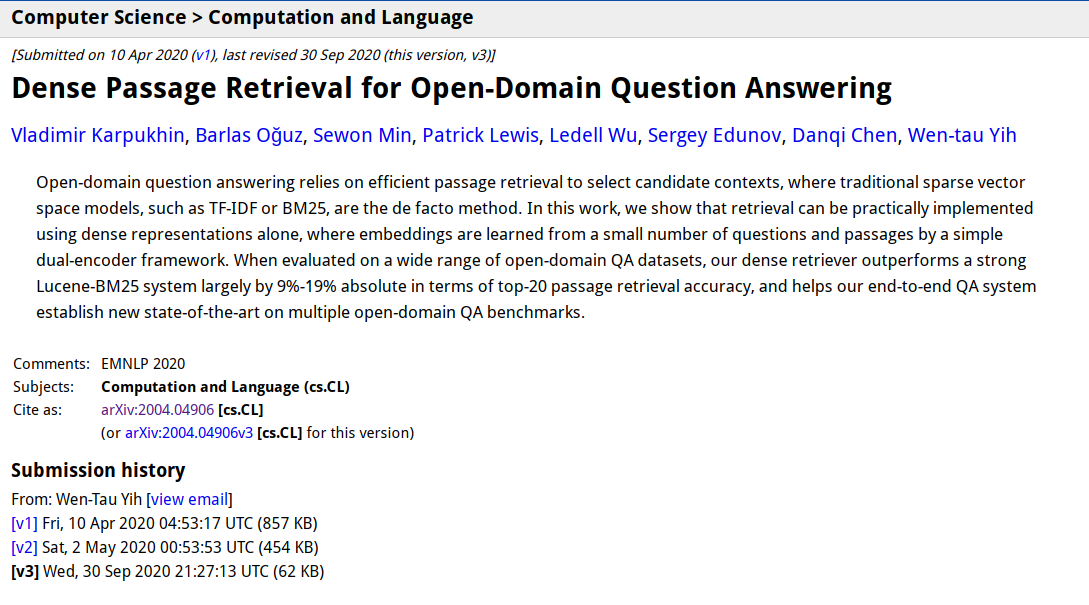 Computer Science > Computation and Language
[Submitted on 10 Apr 2020 (v1), last revised 30 Sep 2020 (this version, v3)]
Dense Passage Retrieval for Open-Domain Question Answering
Vladimir Karpukhin, Barlas Oğuz, Sewon Min, Patrick Lewis, Ledell Wu, Sergey Edunov, Danqi Chen, Wen-tau Yih
Open-domain question answering relies on efficient passage retrieval to select candidate contexts, where traditional sparse vector
space models, such as TF-IDF or BM25, are the de facto method. In this work, we show that retrieval can be practically implemented
using dense representations alone, where embeddings are learned from a small number of questions and passages by a simple
dual-encoder framework. When evaluated on a wide range of open-domain QA datasets, our dense retriever outperforms a strong
Lucene-BM25 system largely by 9%-19% absolute in terms of top-20 passage retrieval accuracy, and helps our end-to-end QA system
establish new state-of-the-art on multiple open-domain QA benchmarks.
Comments: EMNLP 2020
Subjects: Computation and Language (cs.CL)
Cite as: arXiv:2004.04906 [cs.CL]
(or arXiv:2004.04906v3 [cs.CL] for this version)
Submission history
From: Wen-Tau Yih [view email]
[v1] Fri, 10 Apr 2020 04:53:17 UTC (857 KB)
[v2] Sat, 2 May 2020 00:53:53 UTC (454 KB)
[v3] Wed, 30 Sep 2020 21:27:13 UTC (62 KB)